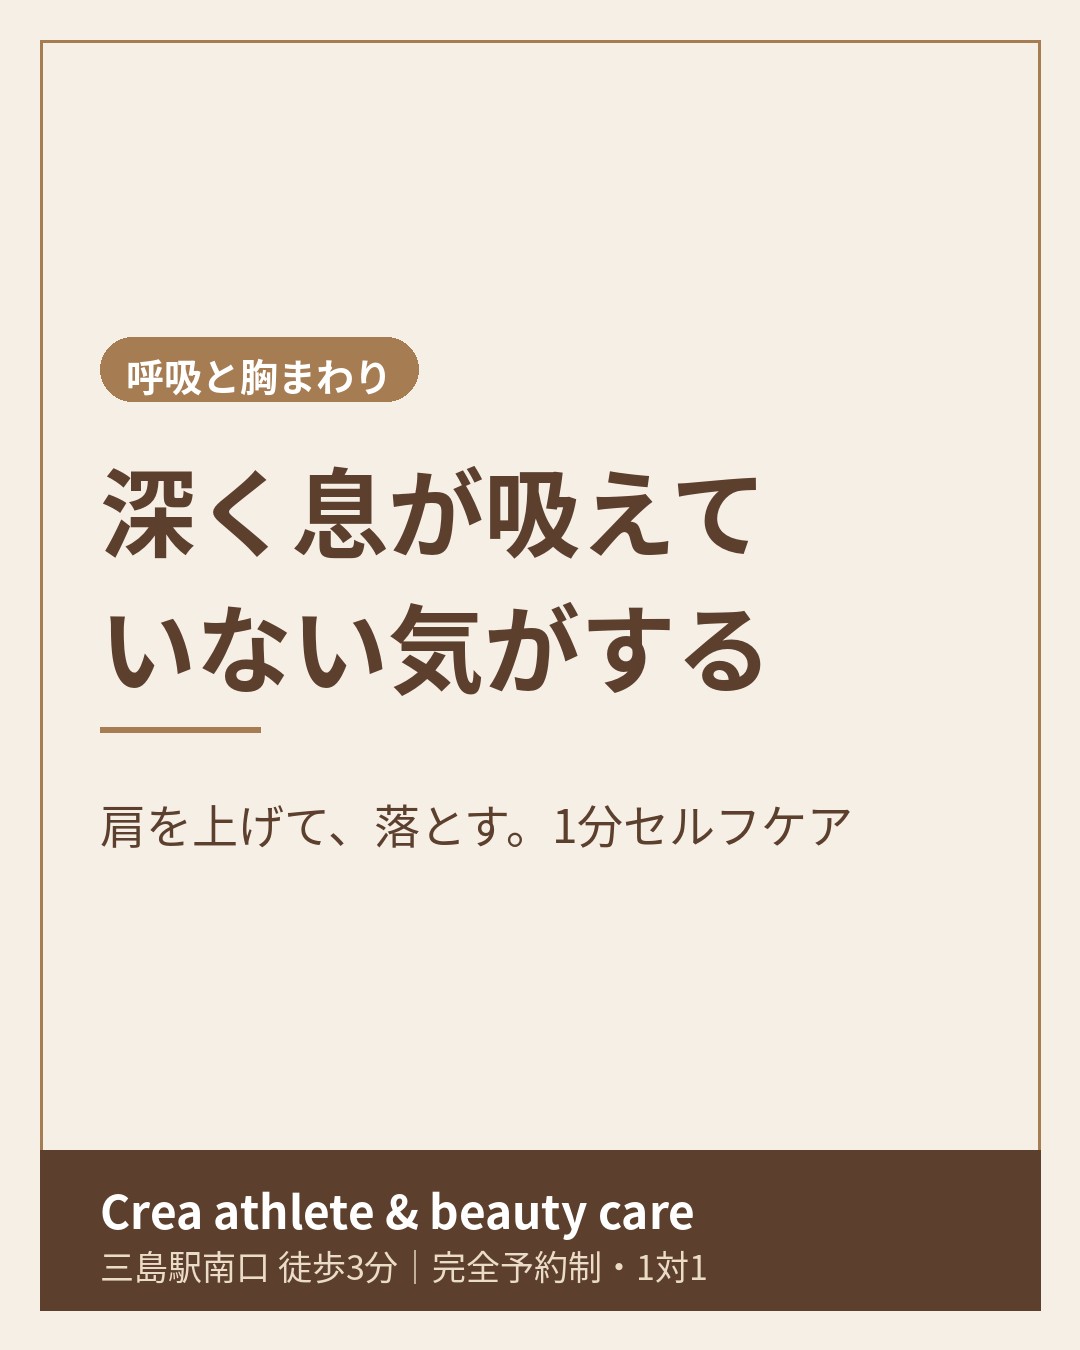 呼吸と胸まわり
深く息が吸えて
いない気がする
肩を上げて、落とす。1分セルフケア
Crea athlete & beauty care
三島駅南口 徒歩3分｜完全予約制・1対1